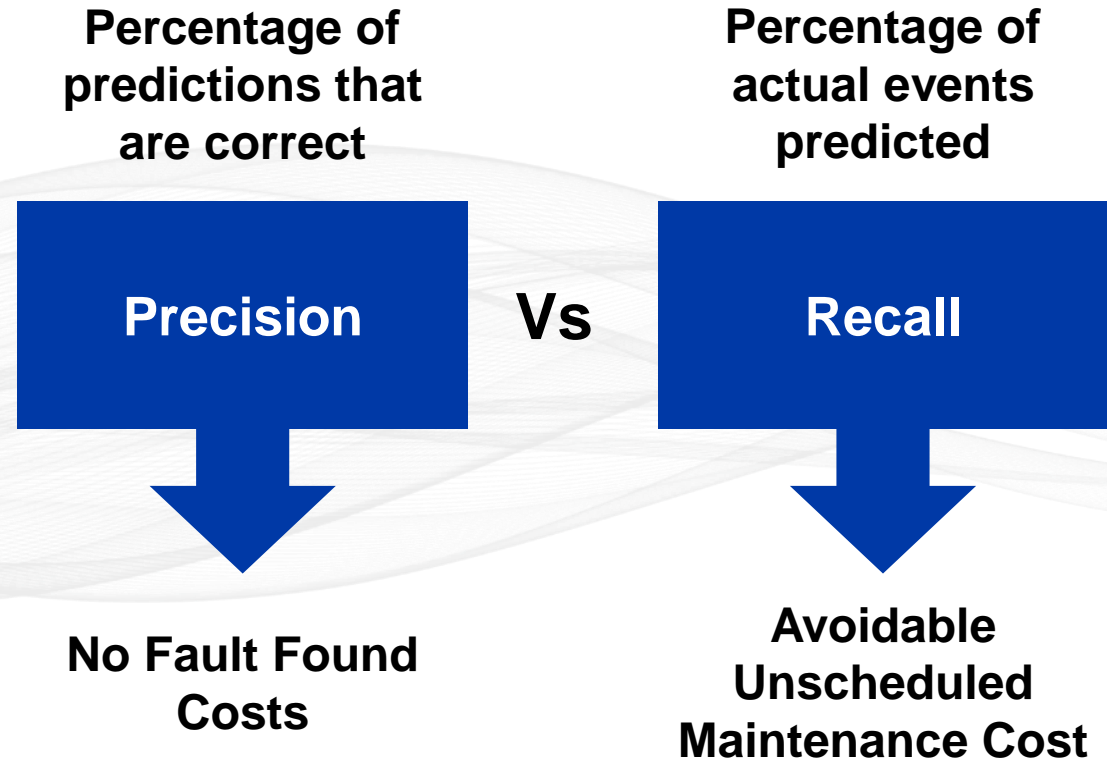 Percentage of
predictions that
are correct
Precision
No Fault Found
Costs
Vs
Percentage of
actual events
predicted
Recall
Avoidable
Unscheduled
Maintenance Cost